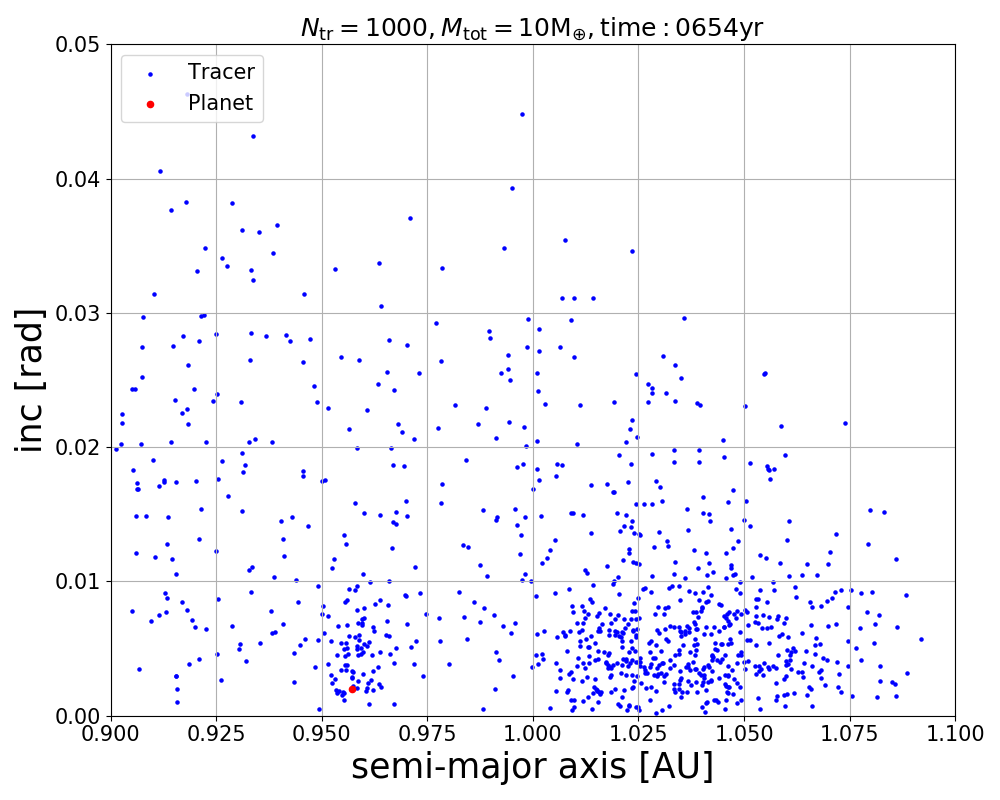 N_tr = 1000, M_tot = 10M_⊕, time : 0654yr
0.05
Tracer
Planet
0.04
0.03
0.02
0.01
0.00
inc [rad]
0.900 0.925 0.950 0.975 1.000 1.025 1.050 1.075 1.100
semi-major axis [AU]